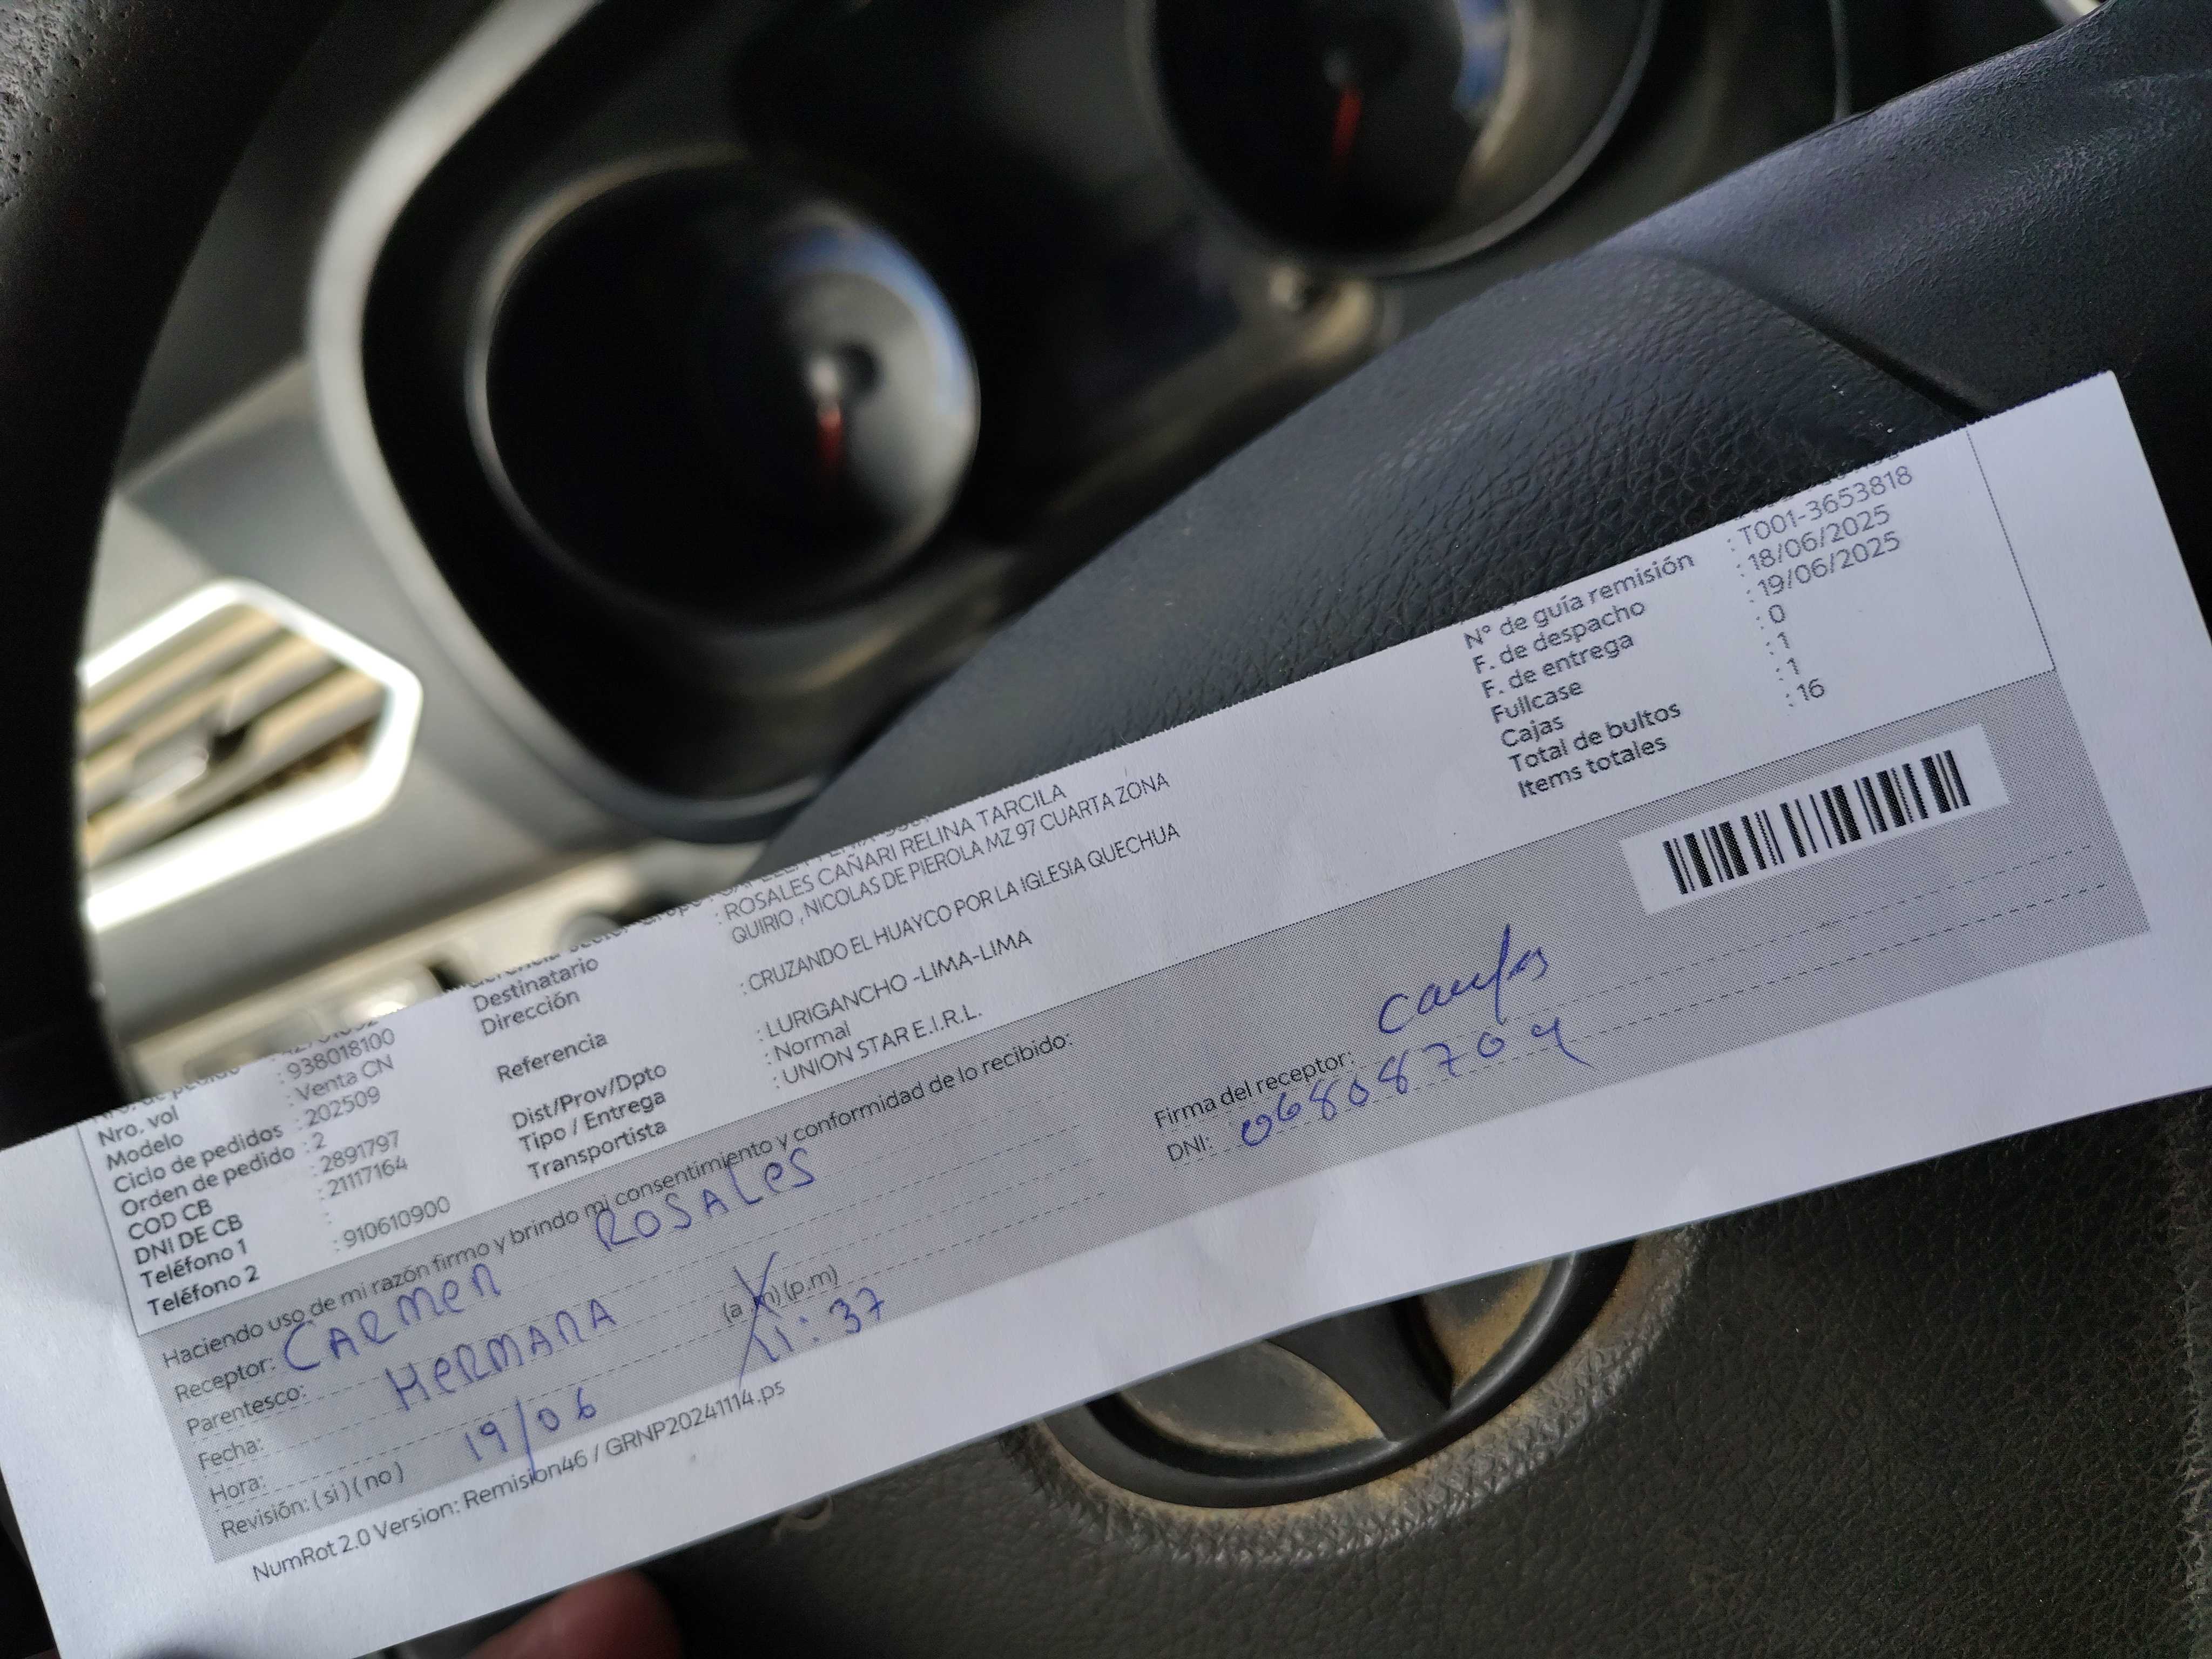 Nro. vol : 938018100
Modelo : Venta CN
Ciclo de pedidos : 202509
Orden de pedido : 2
COD CB : 2891797
DNI DE CB : 21117164
Teléfono 1 :
Teléfono 2 : 910610900
Destinatario : ROSALES CAÑARI RELINA TARCILA
Dirección QUIRIO , NICOLAS DE PIEROLA MZ 97 CUARTA ZONA
Referencia : CRUZANDO EL HUAYCO POR LA IGLESIA QUECHUA
Dist/Prov/Dpto : LURIGANCHO -LIMA-LIMA
Tipo / Entrega : Normal
Transportista : UNION STAR E.I.R.L.
N° de guía remisión : T001-3653818
F. de despacho : 18/06/2025
F. de entrega : 19/06/2025
Fullcase : 0
Cajas : 1
Total de bultos : 1
Items totales : 16
Haciendo uso de mi razón firmo y brindo mi consentimiento y conformidad de lo recibido:
Receptor: CARMEN ROSALES
Parentesco: HERMANA
Fecha: 19/06
Hora: (a.m) (p.m) 11:37
Revisión: ( si ) ( no )
Firma del receptor:
DNI: 06808704
NumRot 2.0 Version: Remision46 / GRNP20241114.ps